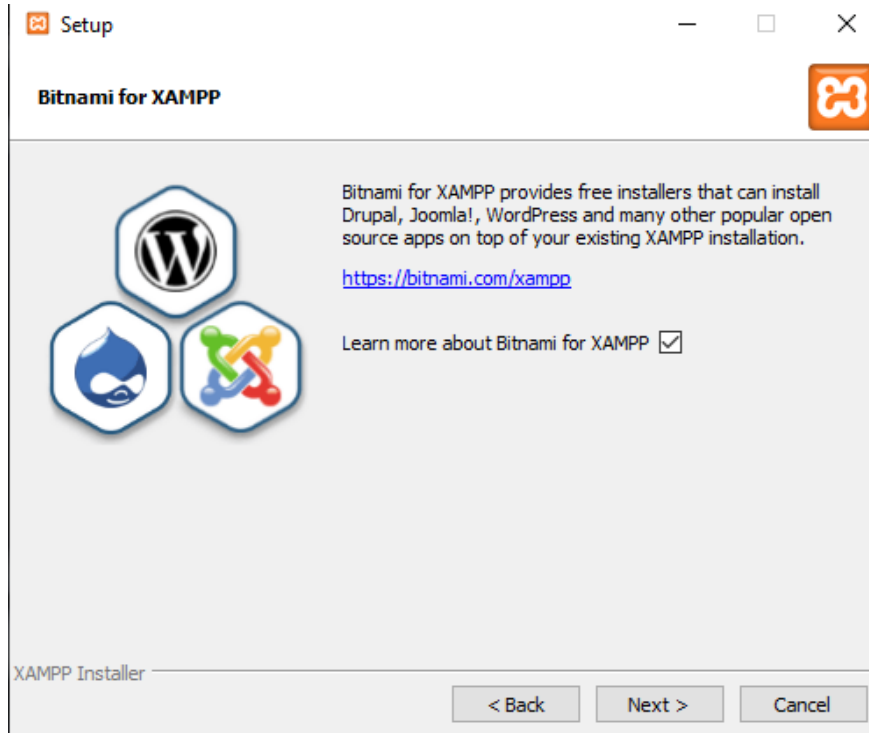 Setup
Bitnami for XAMPP
Bitnami for XAMPP provides free installers that can install
Drupal, Joomla!, WordPress and many other popular open
source apps on top of your existing XAMPP installation.
https://bitnami.com/xampp
Learn more about Bitnami for XAMPP
XAMPP Installer
< Back Next > Cancel